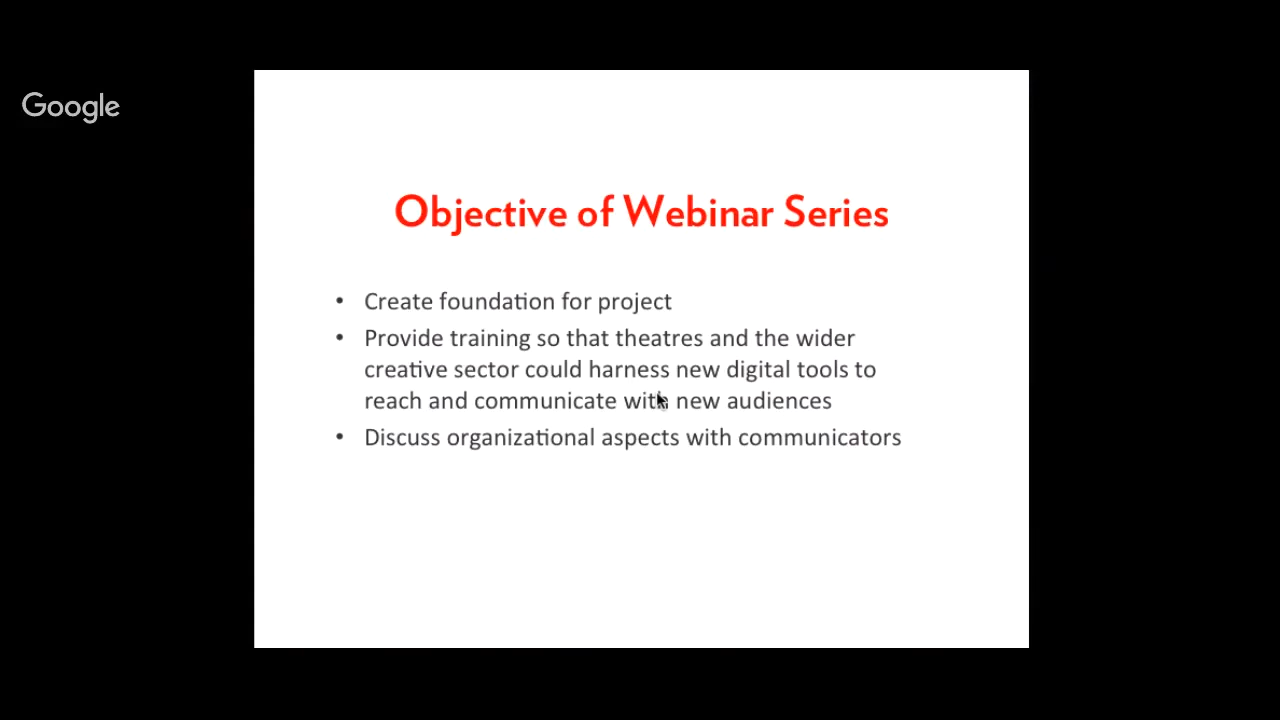 Google
Objective of Webinar Series
• Create foundation for project
• Provide training so that theatres and the wider
creative sector could harness new digital tools to
reach and communicate with new audiences
• Discuss organizational aspects with communicators